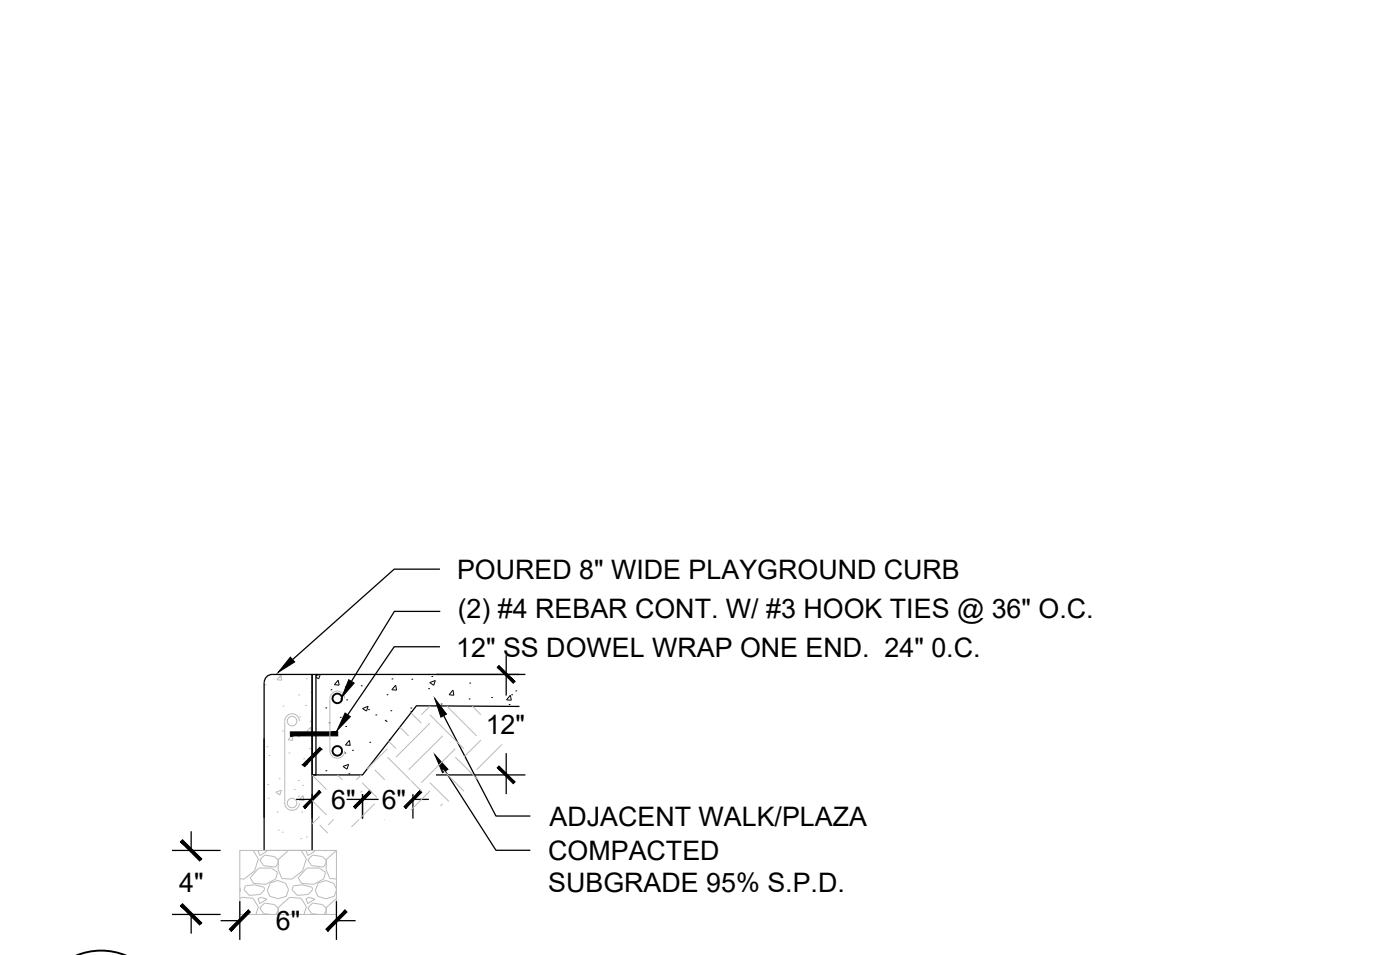 POURED 8" WIDE PLAYGROUND CURB
(2) #4 REBAR CONT. W/ #3 HOOK TIES @ 36" O.C.
12" SS DOWEL WRAP ONE END.  24" 0.C.
12"
6" 6"
ADJACENT WALK/PLAZA
COMPACTED
SUBGRADE 95% S.P.D.
4"
6"